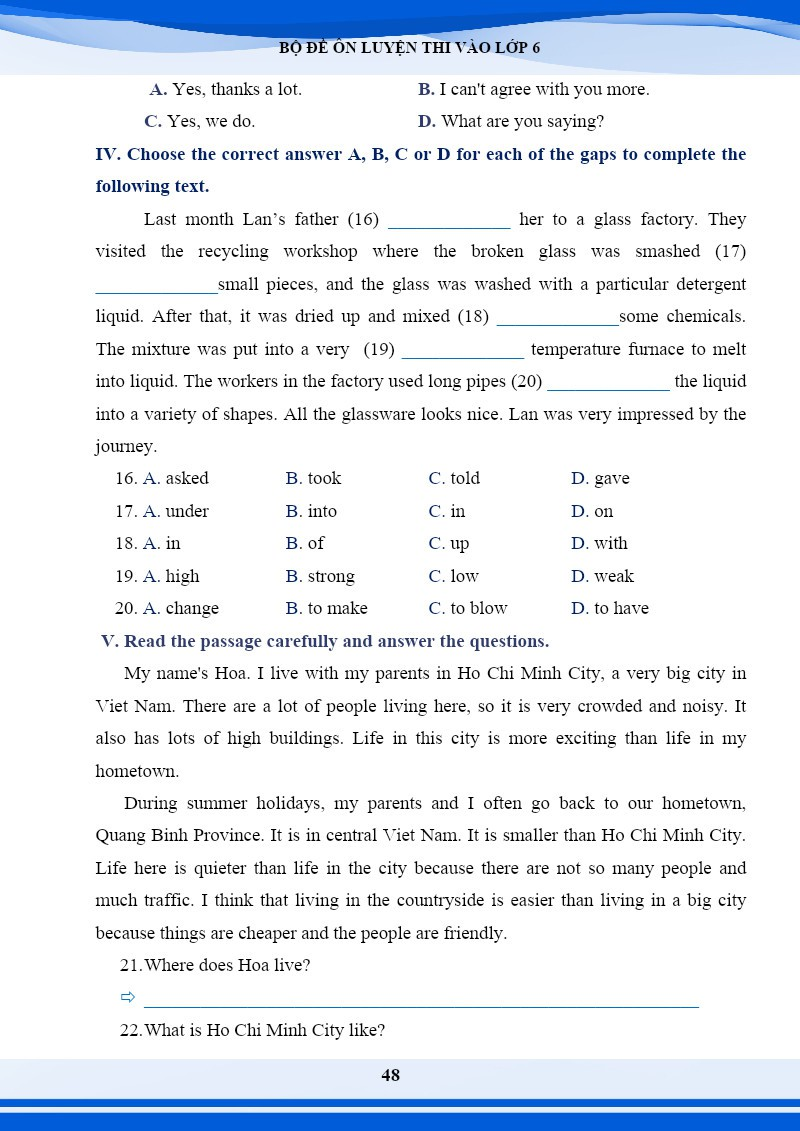 BỘ ĐỀ ÔN LUYỆN THI VÀO LỚP 6
A. Yes, thanks a lot. B. I can't agree with you more.
C. Yes, we do. D. What are you saying?
IV. Choose the correct answer A, B, C or D for each of the gaps to complete the
following text.
Last month Lan’s father (16) _____________ her to a glass factory. They
visited the recycling workshop where the broken glass was smashed (17)
_____________small pieces, and the glass was washed with a particular detergent
liquid. After that, it was dried up and mixed (18) _____________some chemicals.
The mixture was put into a very (19) _____________ temperature furnace to melt
into liquid. The workers in the factory used long pipes (20) _____________ the liquid
into a variety of shapes. All the glassware looks nice. Lan was very impressed by the
journey.
16. A. asked B. took C. told D. gave
17. A. under B. into C. in D. on
18. A. in B. of C. up D. with
19. A. high B. strong C. low D. weak
20. A. change B. to make C. to blow D. to have
V. Read the passage carefully and answer the questions.
My name's Hoa. I live with my parents in Ho Chi Minh City, a very big city in
Viet Nam. There are a lot of people living here, so it is very crowded and noisy. It
also has lots of high buildings. Life in this city is more exciting than life in my
hometown.
During summer holidays, my parents and I often go back to our hometown,
Quang Binh Province. It is in central Viet Nam. It is smaller than Ho Chi Minh City.
Life here is quieter than life in the city because there are not so many people and
much traffic. I think that living in the countryside is easier than living in a big city
because things are cheaper and the people are friendly.
21.Where does Hoa live?
⇨ ___________________________________________________________
22.What is Ho Chi Minh City like?
48